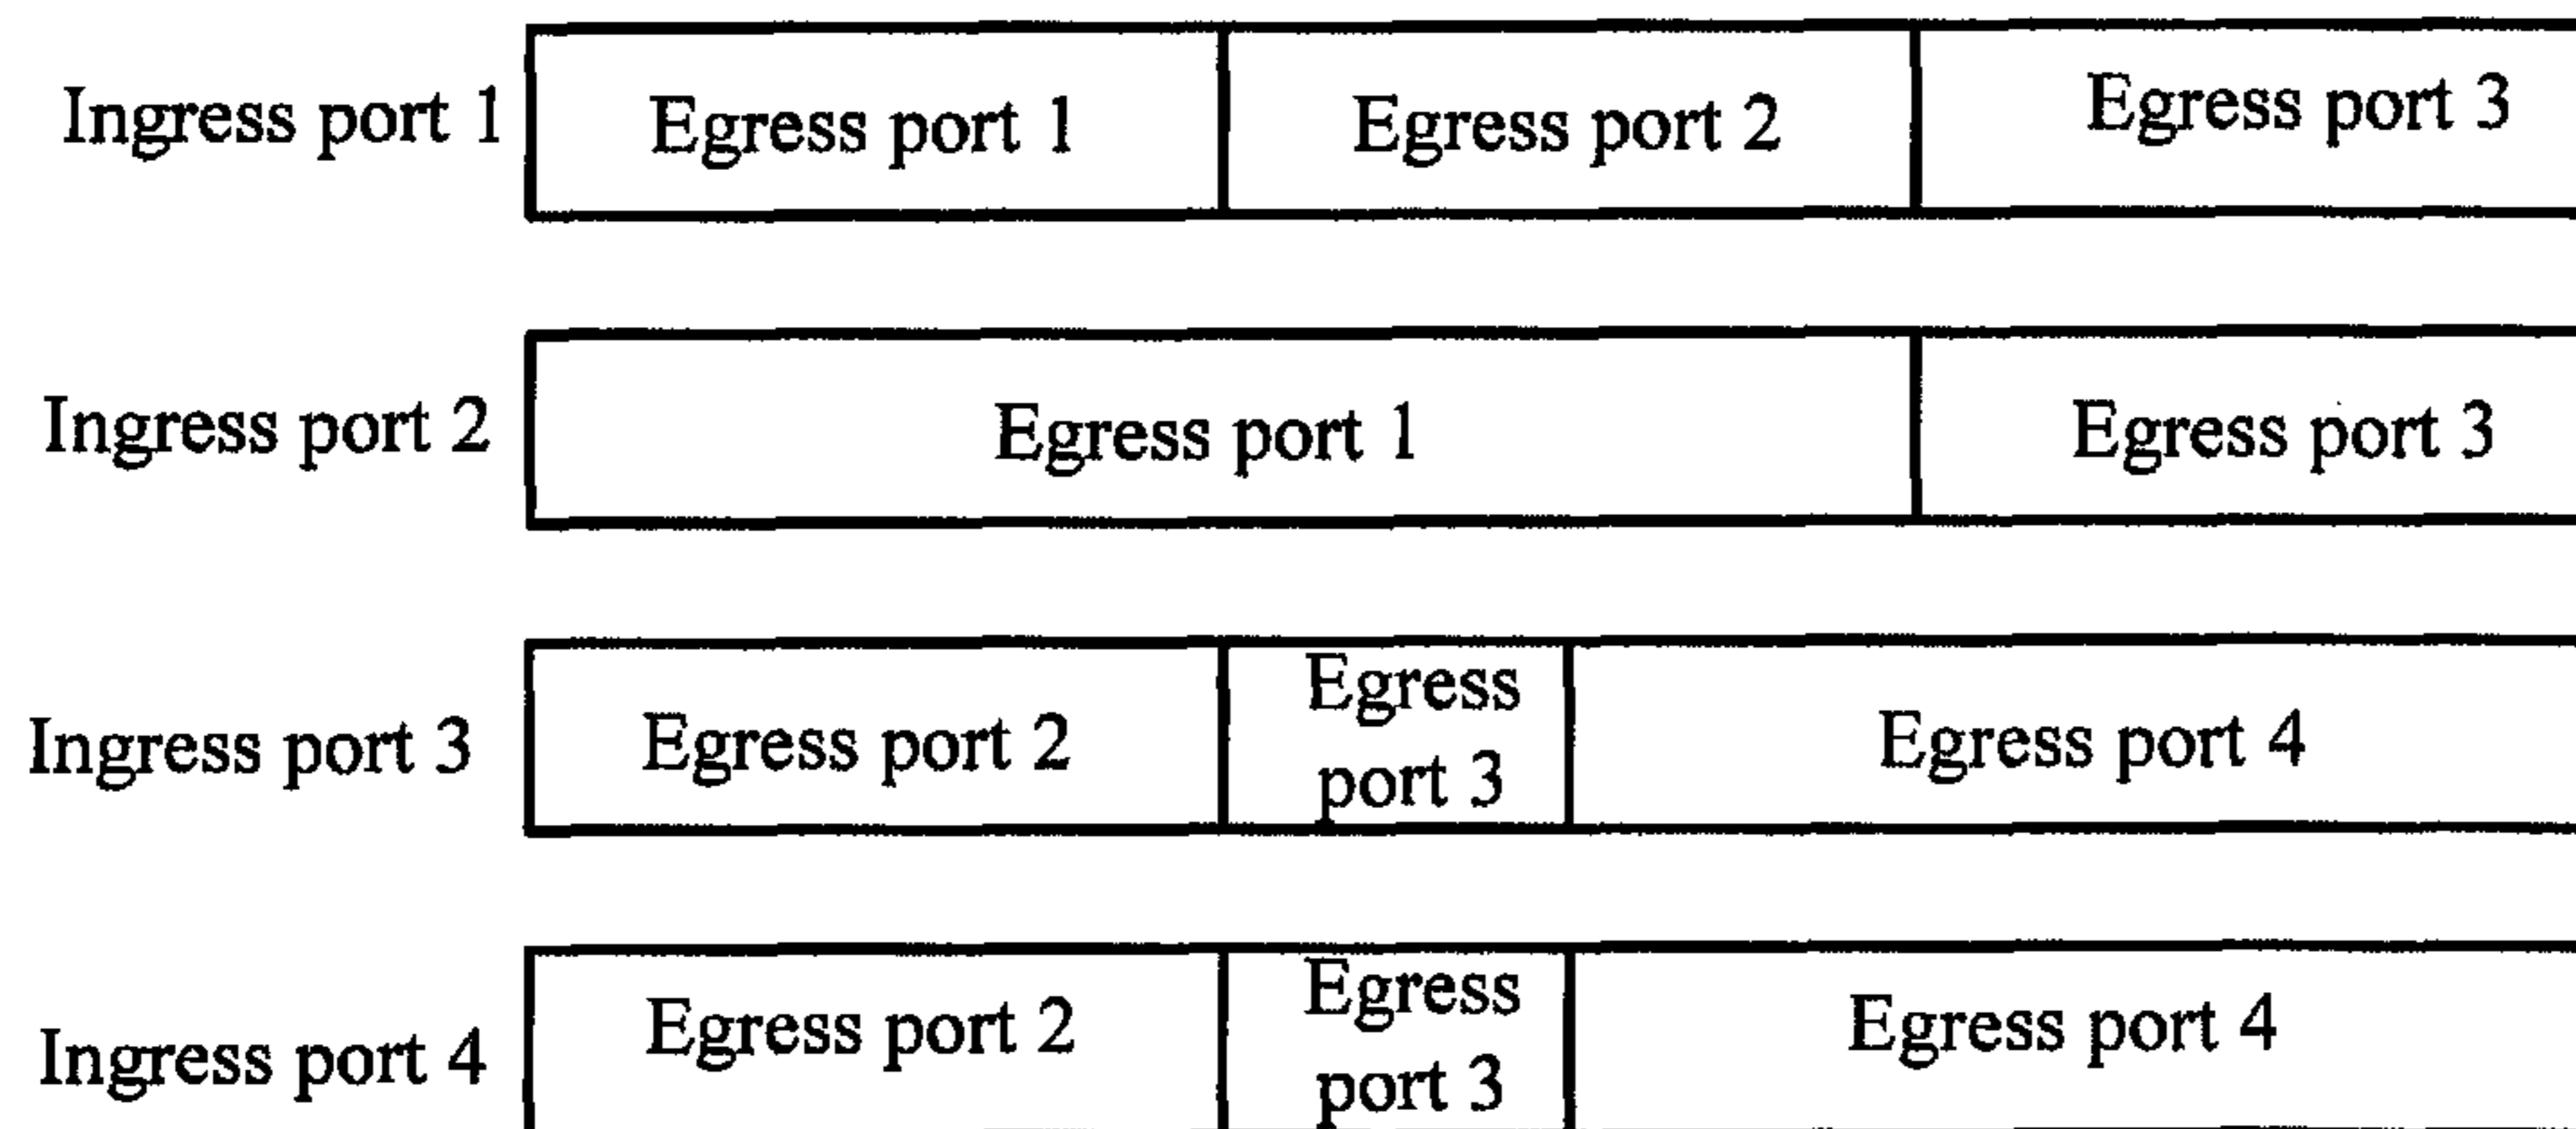 Ingress port 1 Egress port 1 Egress port 2 Egress port 3
Ingress port 2 Egress port 1 Egress port 3
Ingress port 3 Egress port 2 Egress port 3 Egress port 4
Ingress port 4 Egress port 2 Egress port 3 Egress port 4